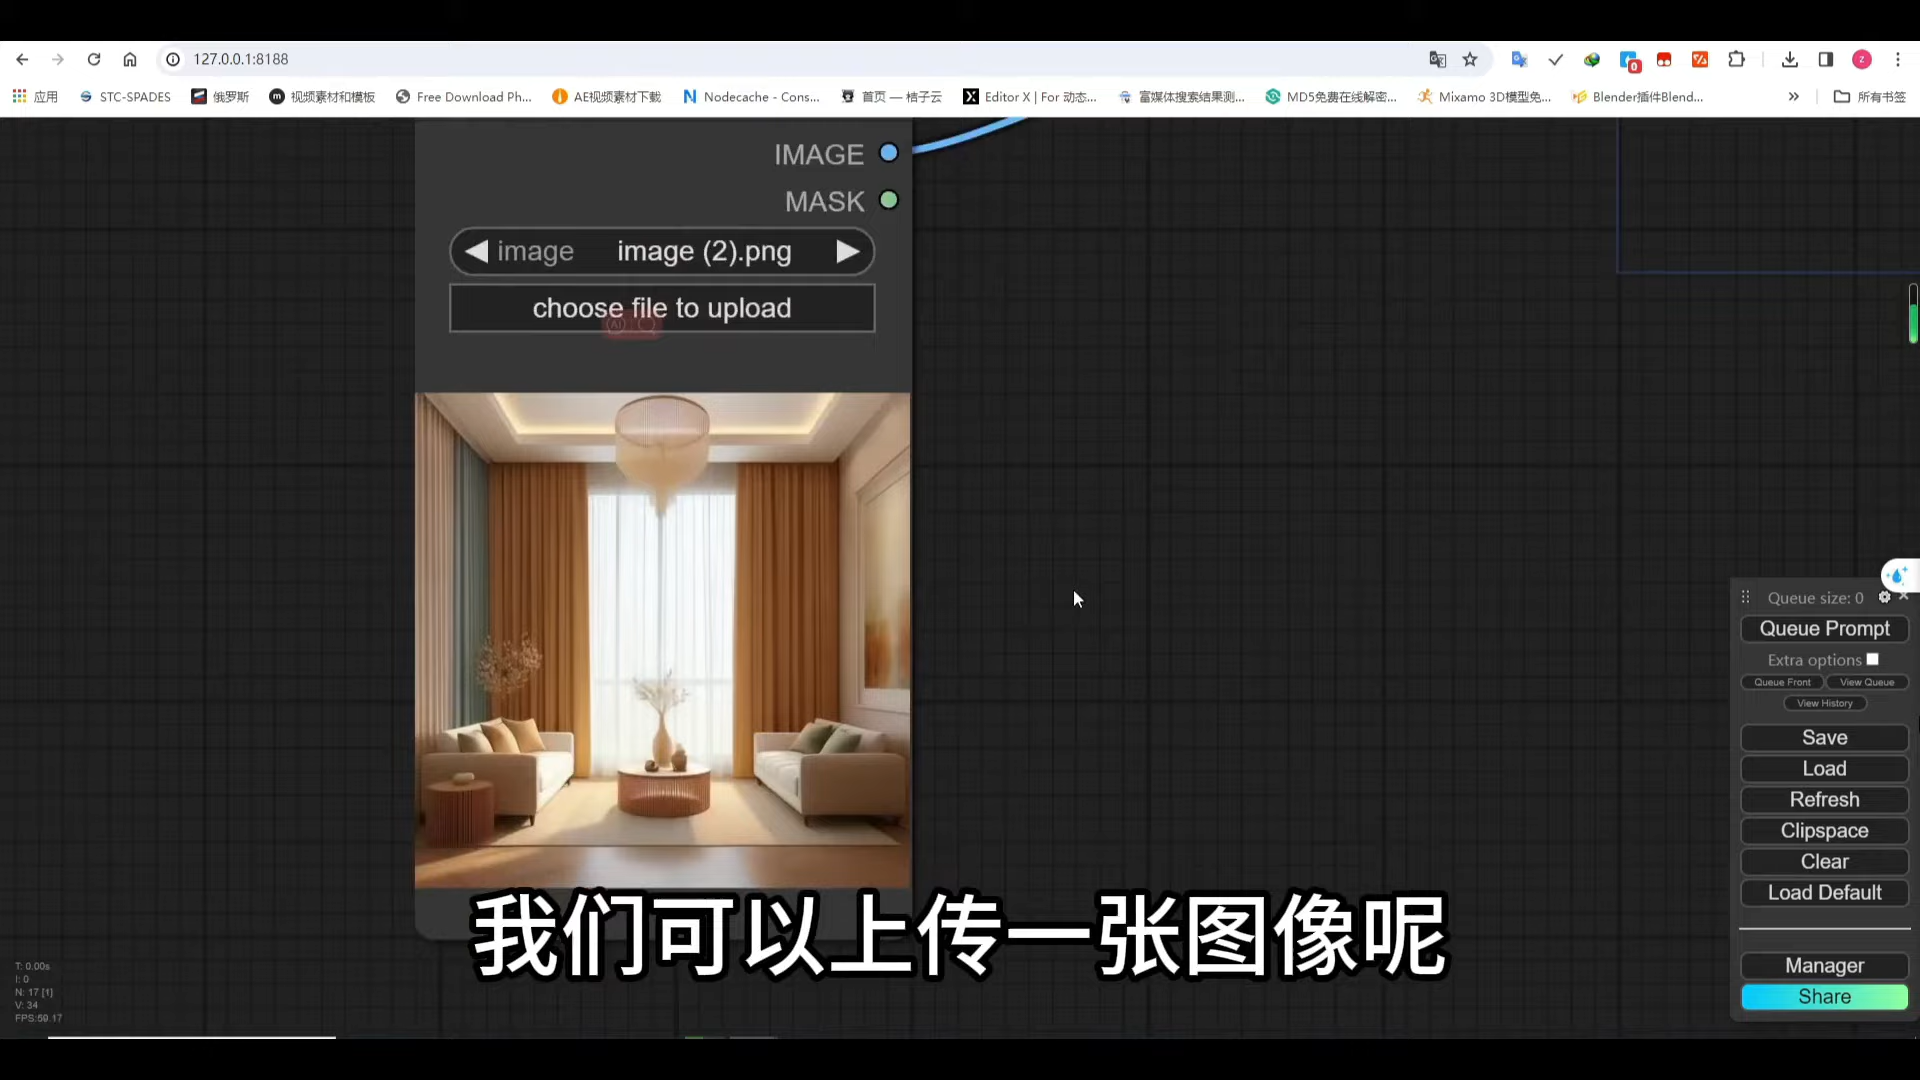 127.0.0.1:8188
应用
STC-SPADES
俄罗斯
视频素材和模板
Free Download Ph...
AE视频素材下载
Nodecache - Cons...
首页 — 桔子云
Editor X | For 动态...
富媒体搜索结果测...
MD5免费在线解密...
Mixamo 3D模型免...
Blender插件Blend...
所有书签
IMAGE
MASK
image image (2).png
choose file to upload
Queue size: 0
Queue Prompt
Extra options
Queue Front View Queue
View History
Save
Load
Refresh
Clipspace
Clear
Load Default
Manager
Share
我们可以上传一张图像呢
T: 0.00s
I: 0
N: 17 [1]
V: 34